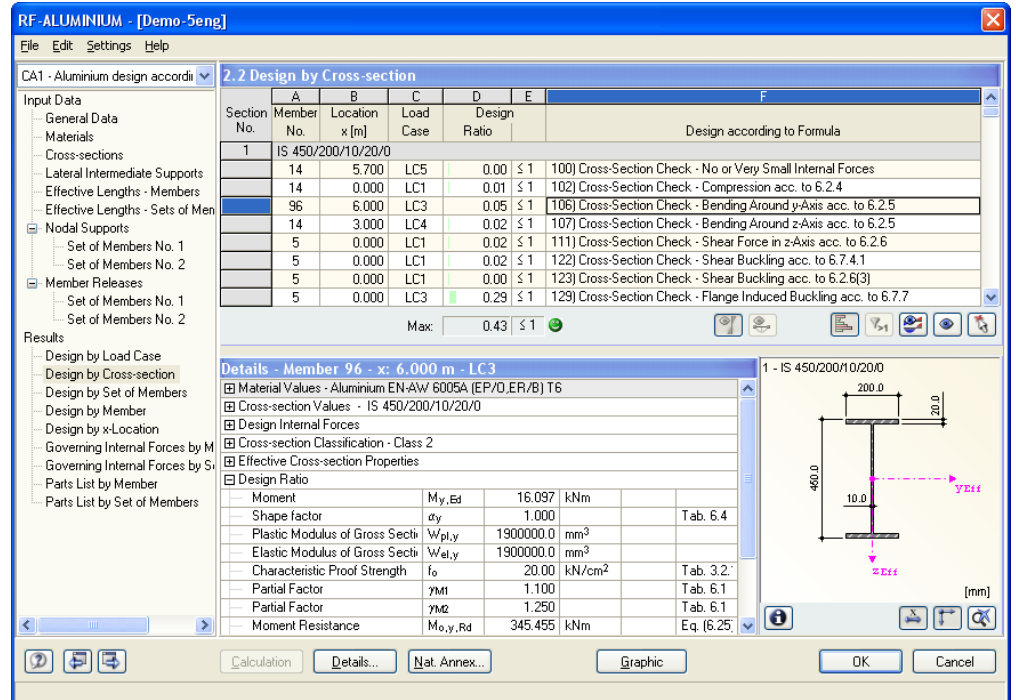 RF-ALUMINIUM - [Demo-5eng]
File Edit Settings Help
CA1 - Aluminium design accordi
Input Data
General Data
Materials
Cross-sections
Lateral Intermediate Supports
Effective Lengths - Members
Effective Lengths - Sets of Men
Nodal Supports
Set of Members No. 1
Set of Members No. 2
Member Releases
Set of Members No. 1
Set of Members No. 2
Results
Design by Load Case
Design by Cross-section
Design by Set of Members
Design by Member
Design by x-Location
Governing Internal Forces by M
Governing Internal Forces by S
Parts List by Member
Parts List by Set of Members
2.2 Design by Cross-section
A B C D E F
Section Member Location Load Design
No. No. x [m] Case Ratio Design according to Formula
1 IS 450/200/10/20/0
14 5.700 LC5 0.00 ≤ 1 100) Cross-Section Check - No or Very Small Internal Forces
14 0.000 LC1 0.01 ≤ 1 102) Cross-Section Check - Compression acc. to 6.2.4
96 6.000 LC3 0.05 ≤ 1 106) Cross-Section Check - Bending Around y-Axis acc. to 6.2.5
14 3.000 LC4 0.02 ≤ 1 107) Cross-Section Check - Bending Around z-Axis acc. to 6.2.5
5 0.000 LC1 0.02 ≤ 1 111) Cross-Section Check - Shear Force in z-Axis acc. to 6.2.6
5 0.000 LC1 0.02 ≤ 1 122) Cross-Section Check - Shear Buckling acc. to 6.7.4.1
5 0.000 LC1 0.00 ≤ 1 123) Cross-Section Check - Shear Buckling acc. to 6.2.6(3)
5 0.000 LC3 0.29 ≤ 1 129) Cross-Section Check - Flange Induced Buckling acc. to 6.7.7
Max: 0.43 ≤ 1
Details - Member 96 - x: 6.000 m - LC3
Material Values - Aluminium EN-AW 6005A (EP/O,ER/B) T6
Cross-section Values - IS 450/200/10/20/0
Design Internal Forces
Cross-section Classification - Class 2
Effective Cross-section Properties
Design Ratio
Moment My,Ed 16.097 kNm
Shape factor αy 1.000 Tab. 6.4
Plastic Modulus of Gross Secti Wpl,y 1900000.0 mm3
Elastic Modulus of Gross Secti Wel,y 1900000.0 mm3
Characteristic Proof Strength fo 20.00 kN/cm2 Tab. 3.2.
Partial Factor γM1 1.100 Tab. 6.1
Partial Factor γM2 1.250 Tab. 6.1
Moment Resistance Mo,y,Rd 345.455 kNm Eq. (6.25)
1 - IS 450/200/10/20/0
200.0
20.0
450.0
10.0
yEff
zEff
[mm]
Calculation Details... Nat. Annex... Graphic OK Cancel